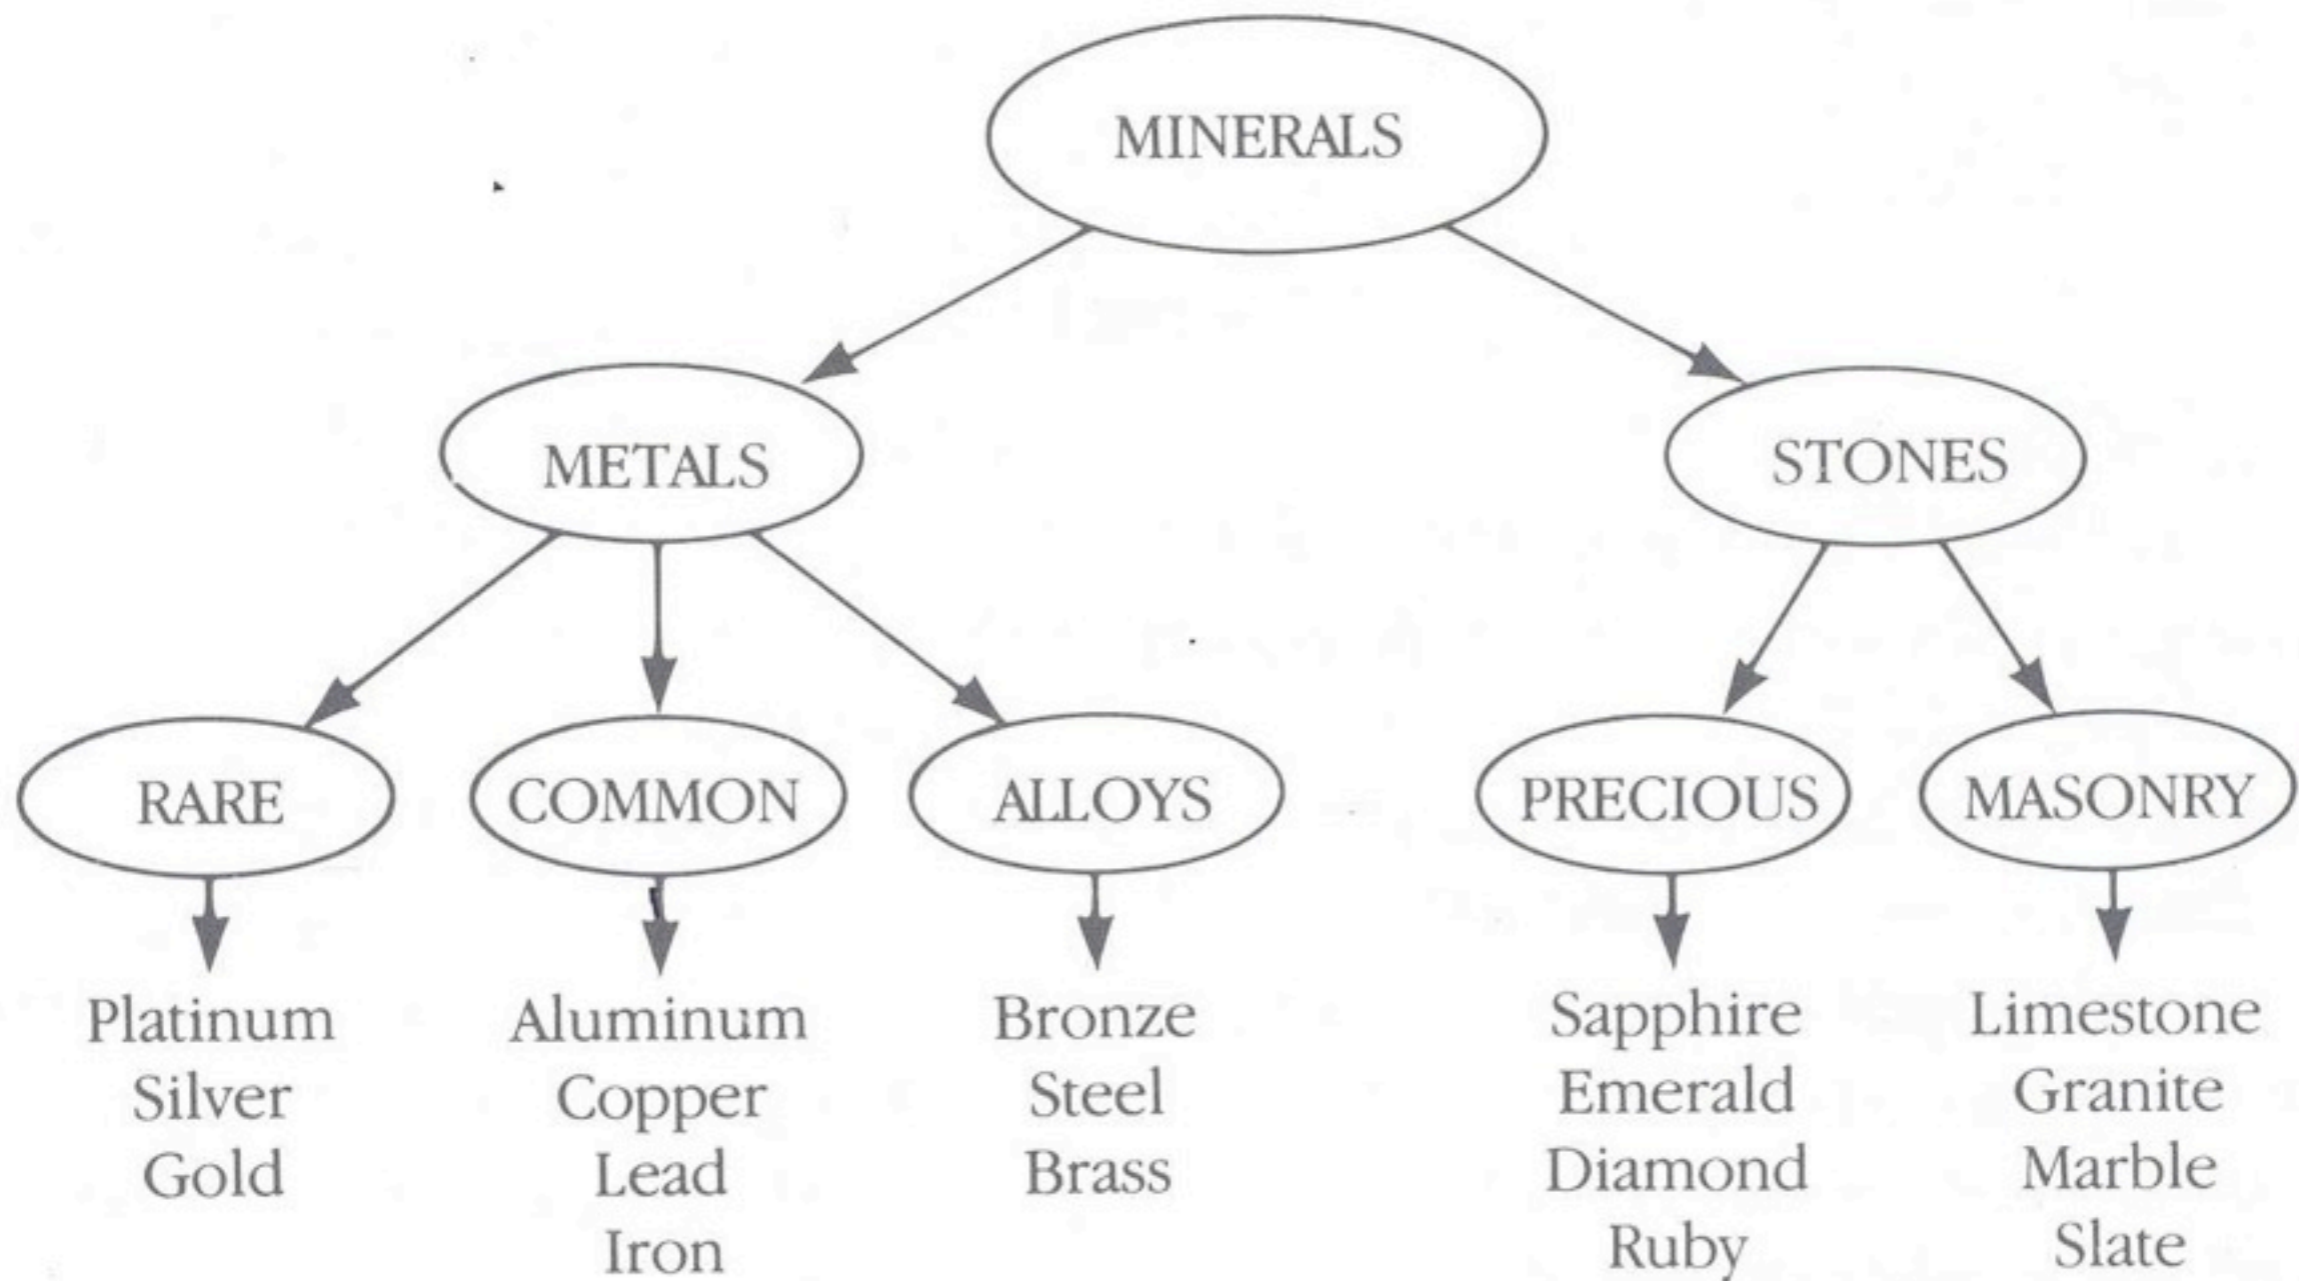 MINERALS
METALS
STONES
RARE
COMMON
ALLOYS
PRECIOUS
MASONRY
Platinum
Silver
Gold
Aluminum
Copper
Lead
Iron
Bronze
Steel
Brass
Sapphire
Emerald
Diamond
Ruby
Limestone
Granite
Marble
Slate